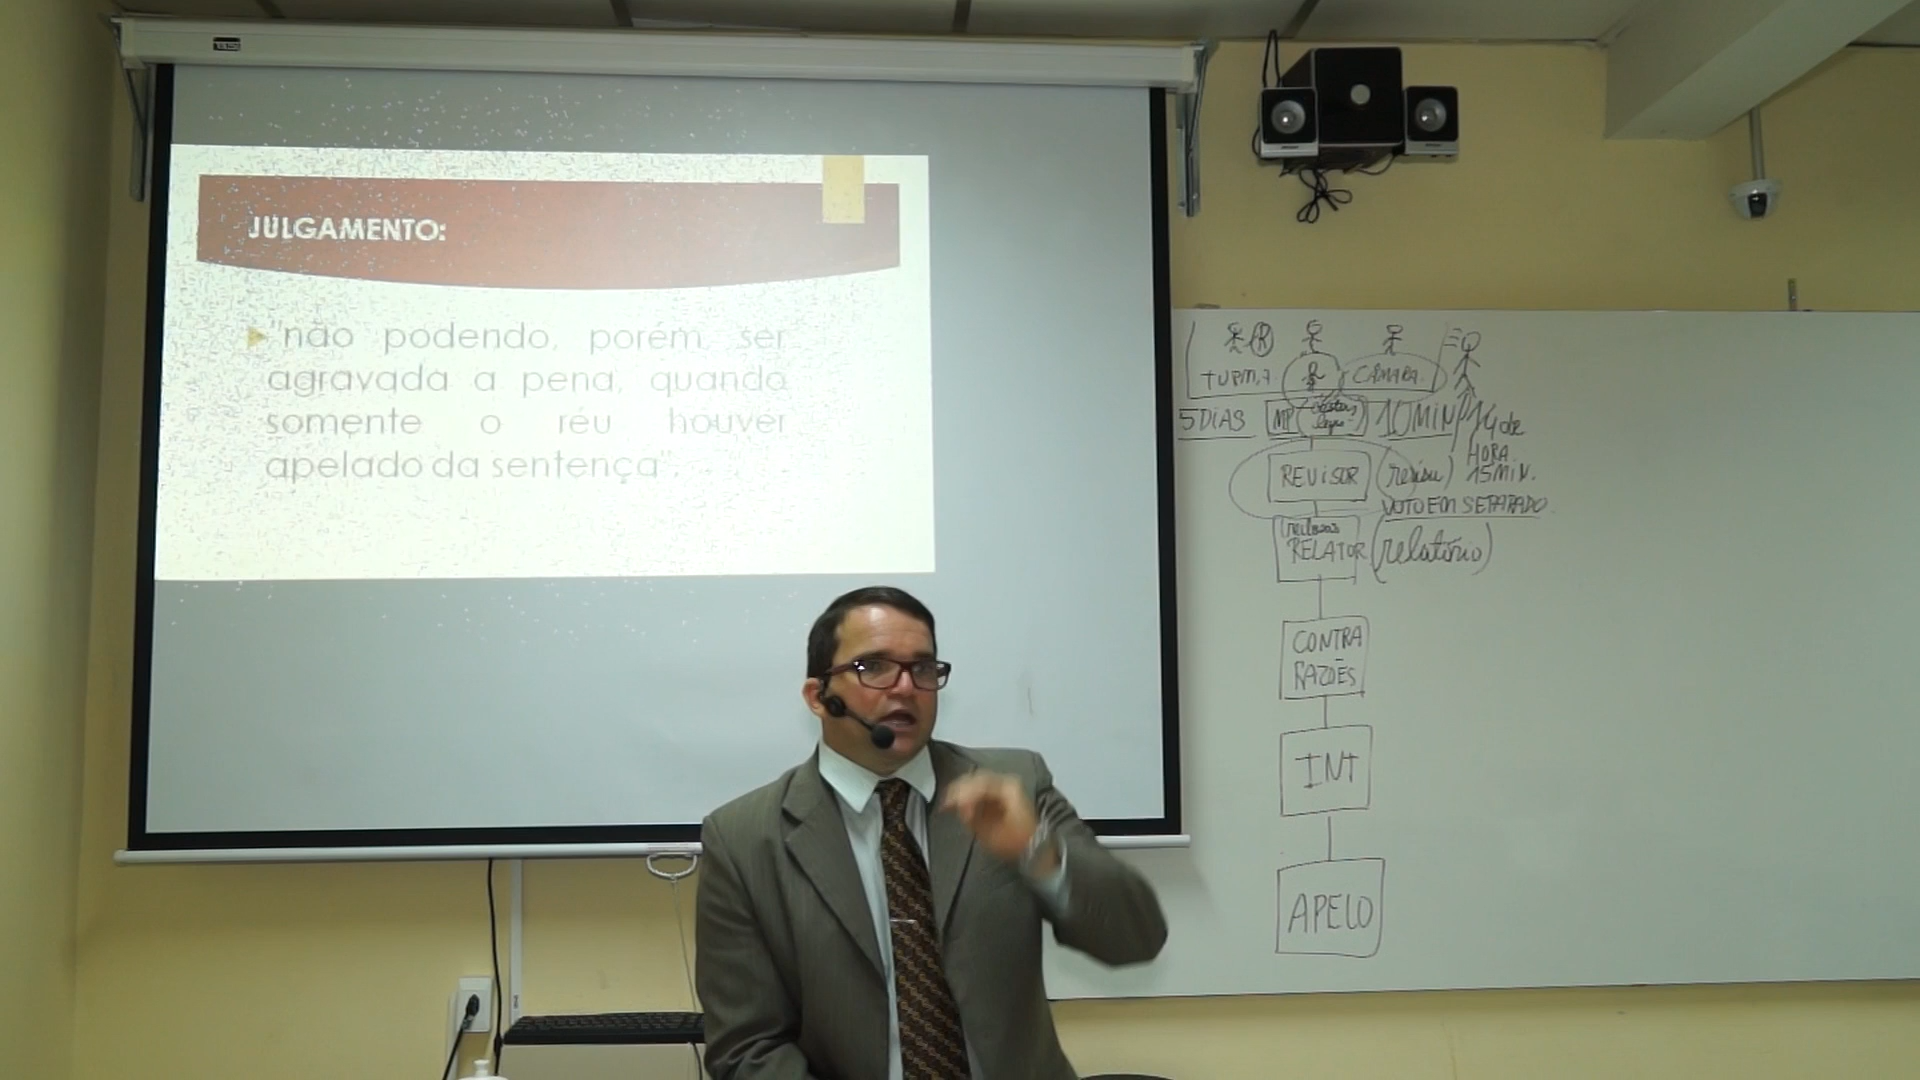 JULGAMENTO:
"não podendo, porém, ser
agravada a pena, quando
somente o réu houver
apelado da sentença".
R
TURMA
CÂMARA
5 DIAS
MP
10 MIN
1/4 de
HORA
15 MIN.
REVISOR
VOTO EM SEPARADO
RELATOR (relatório)
CONTRA
RAZÕES
INT
APELO